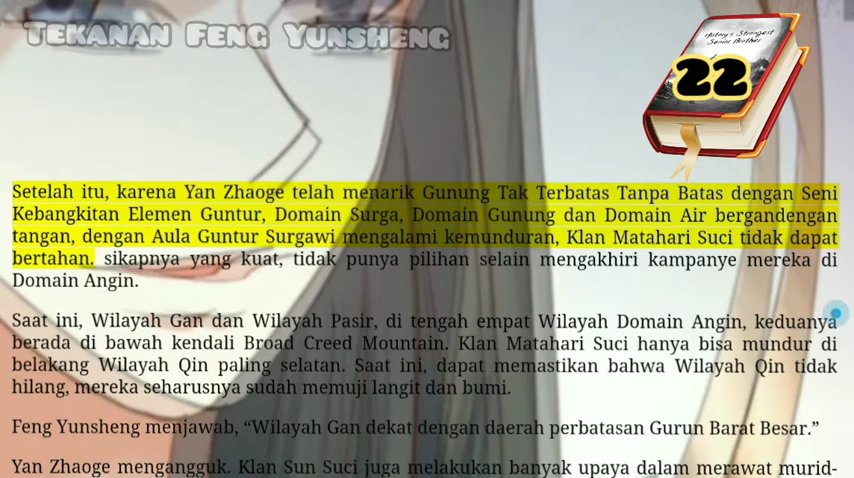 TEKANAN FENG YUNSHENG
History's Strongest
Senior Brother
22
Setelah itu, karena Yan Zhaoge telah menarik Gunung Tak Terbatas Tanpa Batas dengan Seni
Kebangkitan Elemen Guntur, Domain Surga, Domain Gunung dan Domain Air bergandengan
tangan, dengan Aula Guntur Surgawi mengalami kemunduran, Klan Matahari Suci tidak dapat
bertahan. sikapnya yang kuat, tidak punya pilihan selain mengakhiri kampanye mereka di
Domain Angin.
Saat ini, Wilayah Gan dan Wilayah Pasir, di tengah empat Wilayah Domain Angin, keduanya
berada di bawah kendali Broad Creed Mountain. Klan Matahari Suci hanya bisa mundur di
belakang Wilayah Qin paling selatan. Saat ini, dapat memastikan bahwa Wilayah Qin tidak
hilang, mereka seharusnya sudah memuji langit dan bumi.
Feng Yunsheng menjawab, “Wilayah Gan dekat dengan daerah perbatasan Gurun Barat Besar.”
Yan Zhaoge mengangguk. Klan Sun Suci juga melakukan banyak upaya dalam merawat murid-